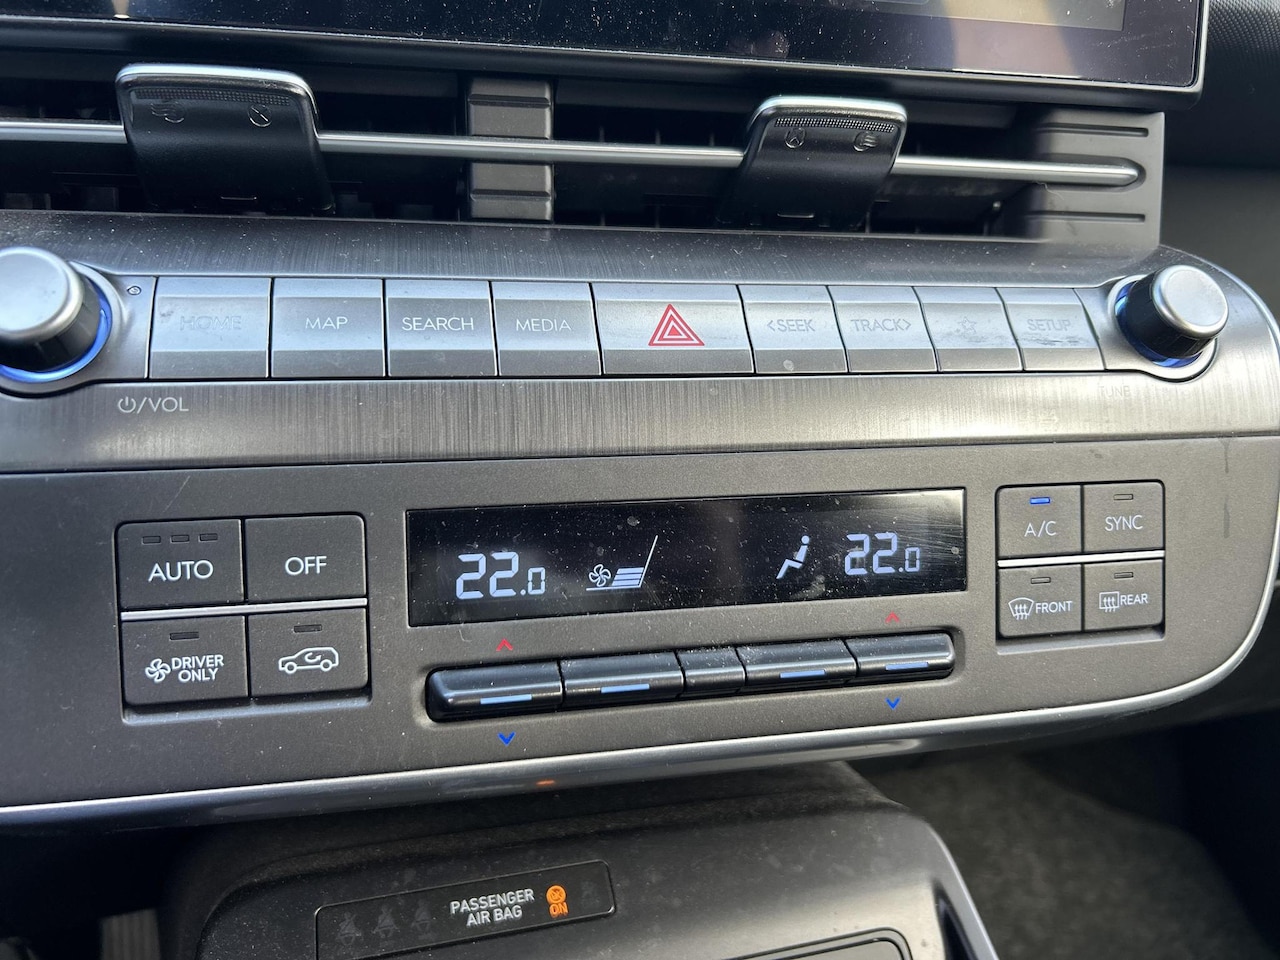 HOME
MAP
SEARCH
MEDIA
<SEEK
TRACK>
SETUP
/VOL
TUNE
AUTO
OFF
22.0
22.0
A/C
SYNC
DRIVER
ONLY
FRONT
REAR
PASSENGER
AIR BAG
ON